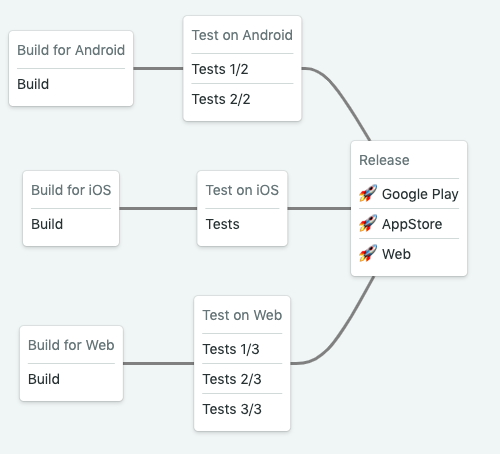 Build for Android
Build
Test on Android
Tests 1/2
Tests 2/2
Build for iOS
Build
Test on iOS
Tests
Release
🚀 Google Play
🚀 AppStore
🚀 Web
Build for Web
Build
Test on Web
Tests 1/3
Tests 2/3
Tests 3/3